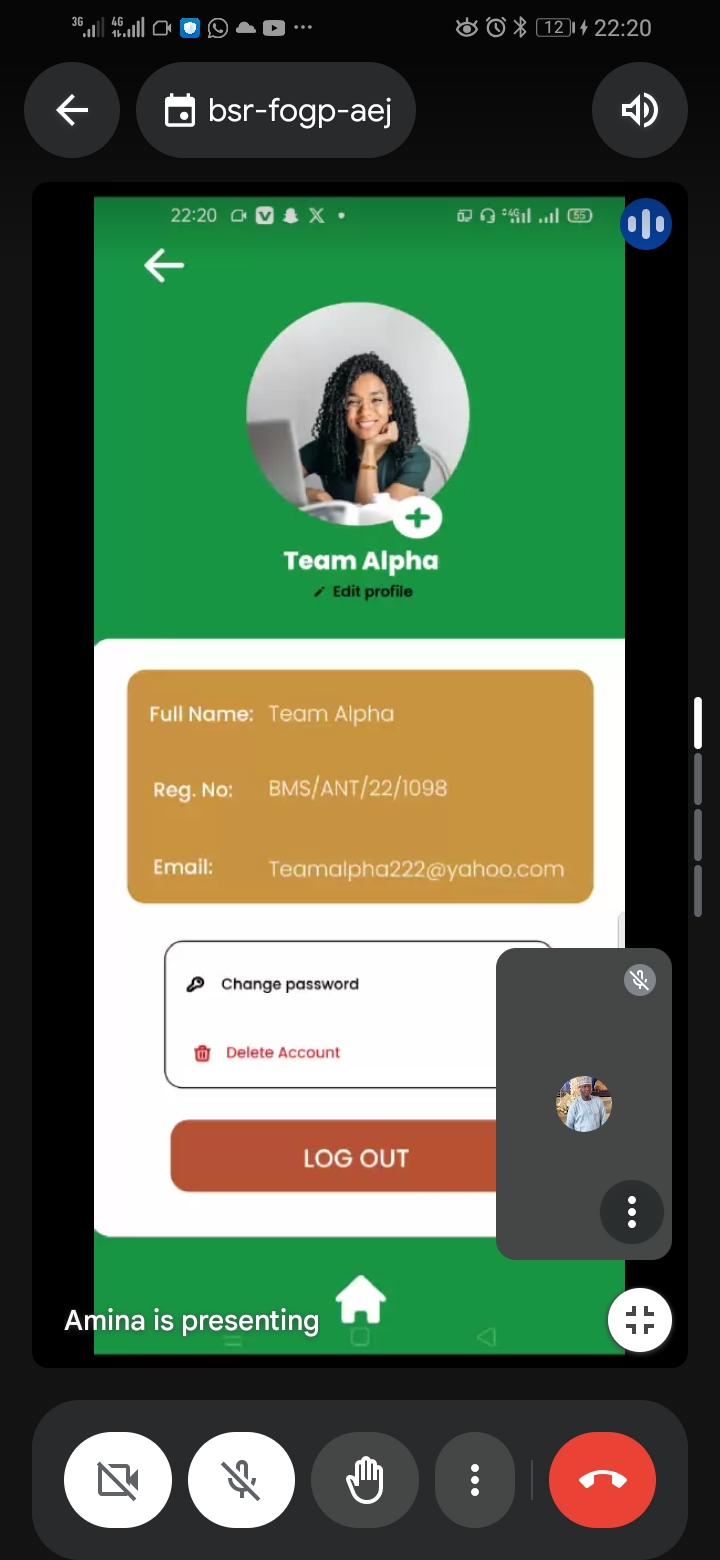 3G 4G 12 22:20
bsr-fogp-aej
22:20 V X 4G 55
Team Alpha
Edit profile
Full Name: Team Alpha
Reg. No: BMS/ANT/22/1098
Email: Teamalpha222@yahoo.com
Change password
Delete Account
LOG OUT
Amina is presenting